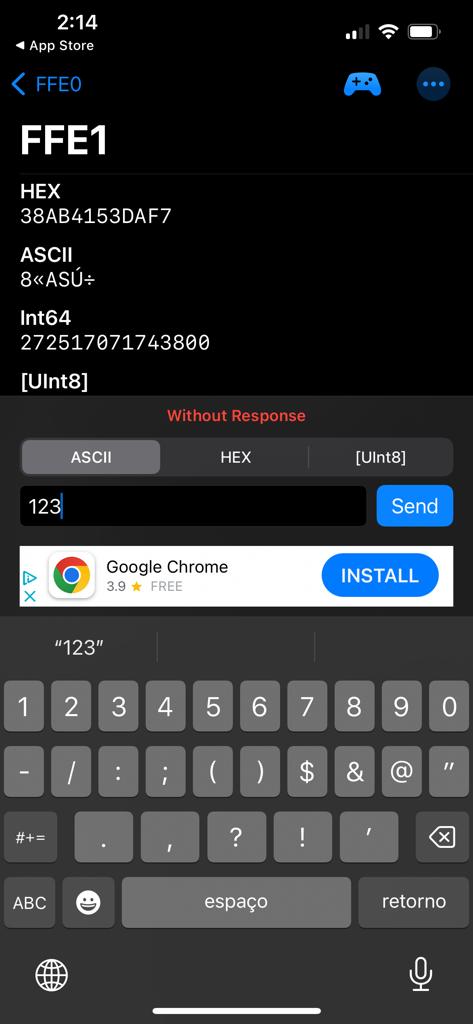 2:14
◀ App Store
FFE0
FFE1
HEX
38AB4153DAF7
ASCII
8«ASÚ÷
Int64
272517071743800
[UInt8]
Without Response
ASCII HEX [UInt8]
123 Send
Google Chrome
3.9 ★ FREE
INSTALL
“123”
1 2 3 4 5 6 7 8 9 0
- / : ; ( ) $ & @ ”
#+= . , ? ! ’
ABC espaço retorno